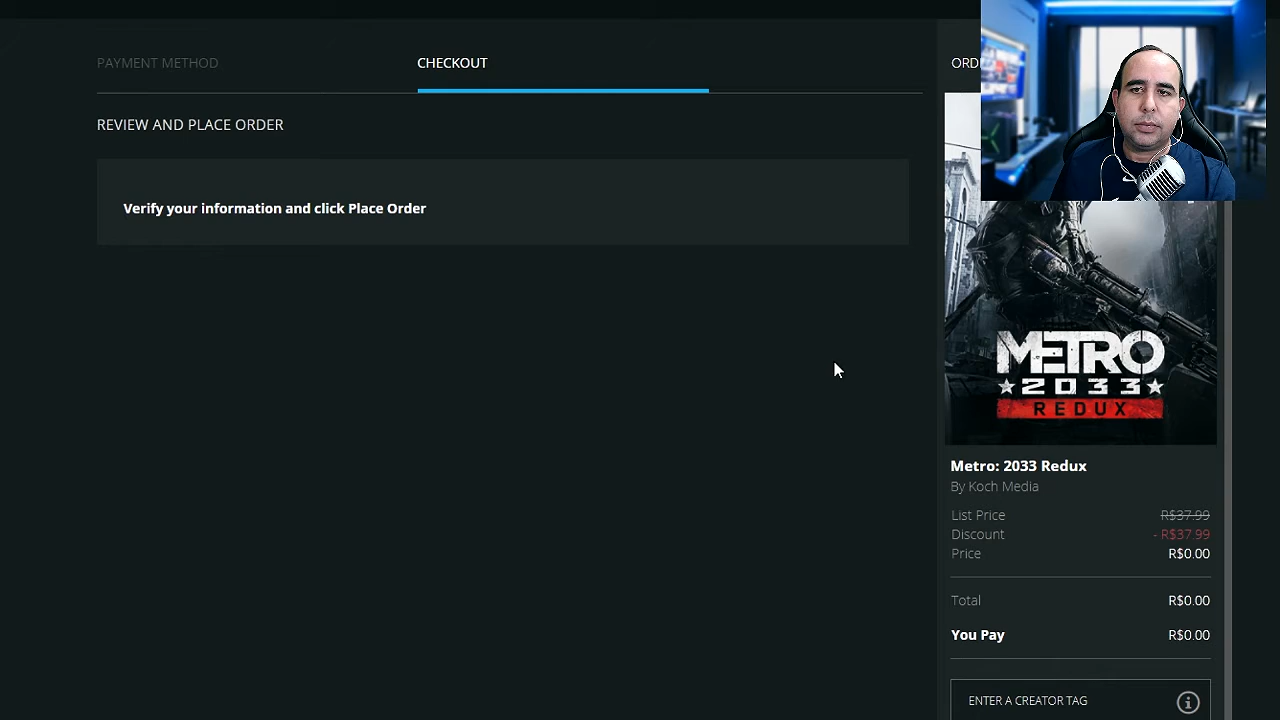 PAYMENT METHOD
CHECKOUT
ORD
REVIEW AND PLACE ORDER
Verify your information and click Place Order
METRO
2033
REDUX
Metro: 2033 Redux
By Koch Media
List Price R$37.99
Discount - R$37.99
Price R$0.00
Total R$0.00
You Pay R$0.00
ENTER A CREATOR TAG